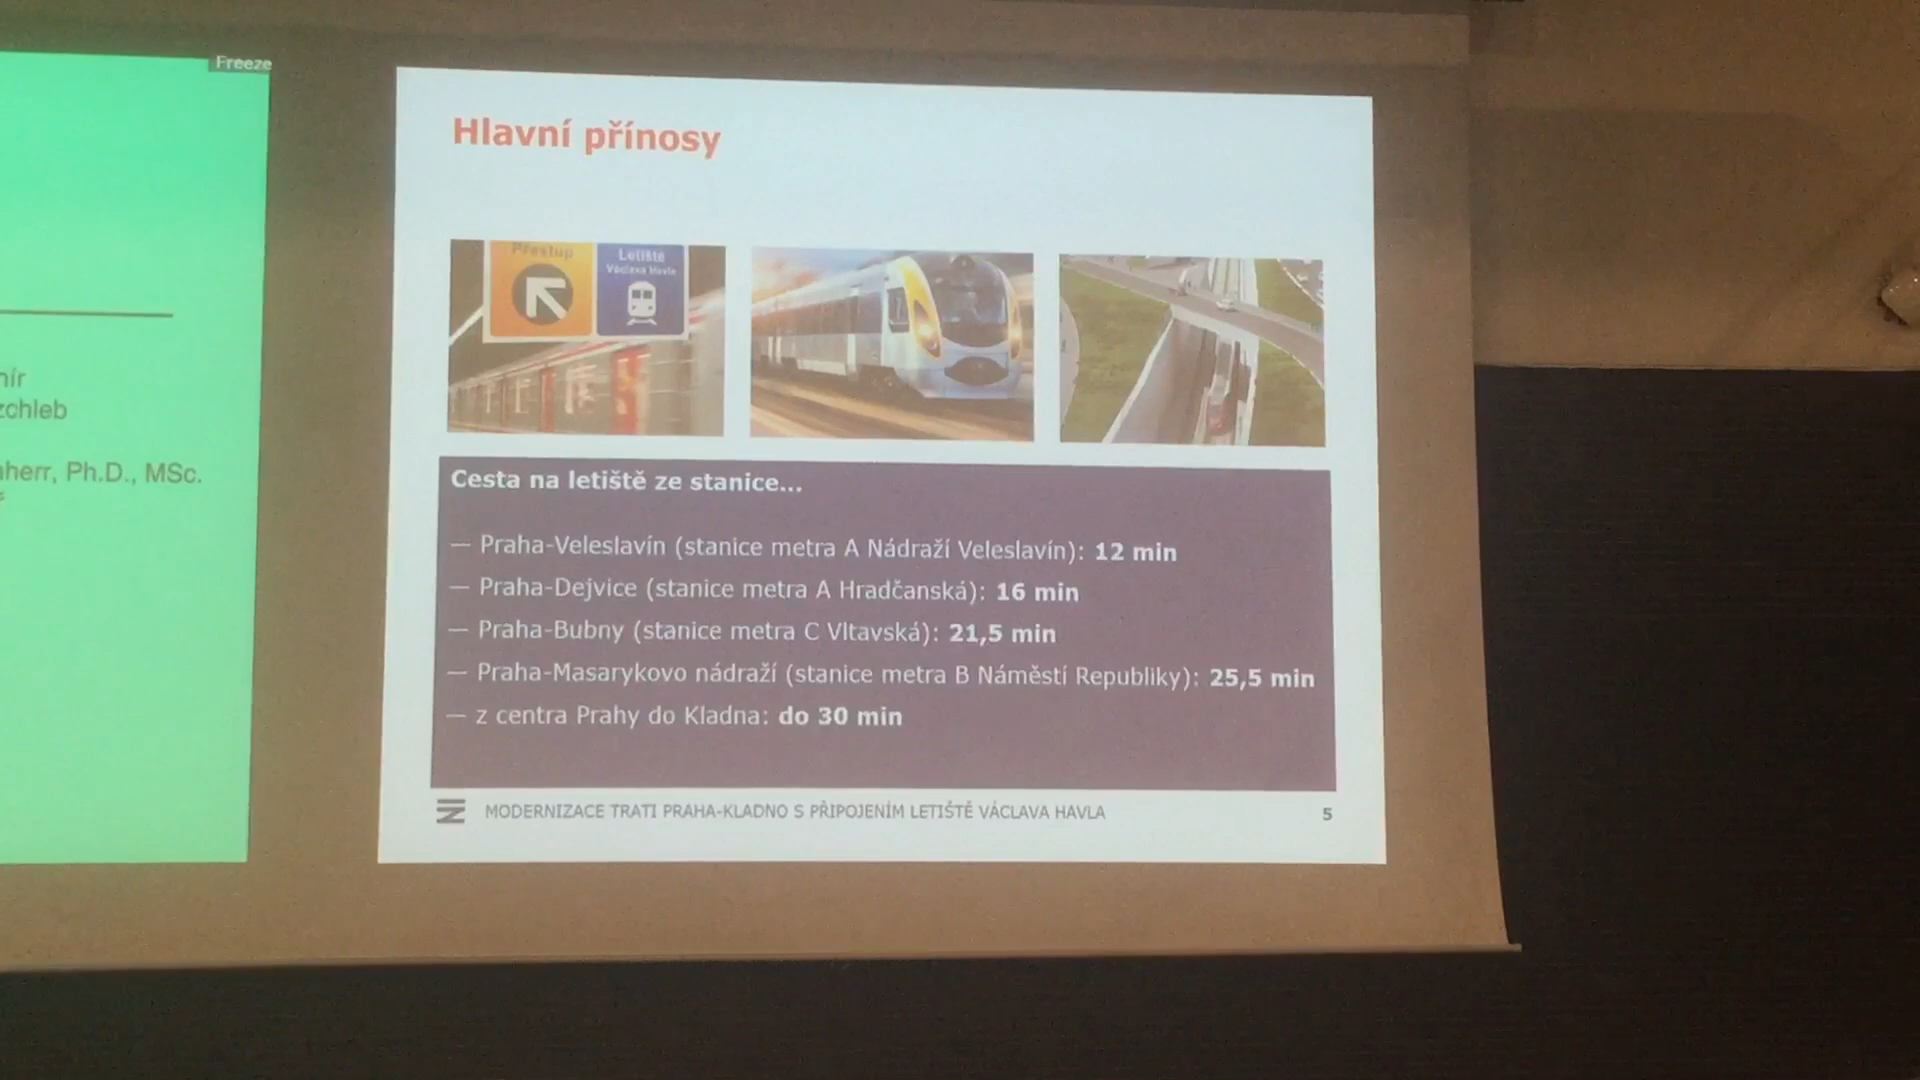 Freeze
Hlavní přínosy
Přestup
Letiště
Václava Havla
Cesta na letiště ze stanice...
— Praha-Veleslavín (stanice metra A Nádraží Veleslavín): 12 min
— Praha-Dejvice (stanice metra A Hradčanská): 16 min
— Praha-Bubny (stanice metra C Vltavská): 21,5 min
— Praha-Masarykovo nádraží (stanice metra B Náměstí Republiky): 25,5 min
— z centra Prahy do Kladna: do 30 min
MODERNIZACE TRATI PRAHA-KLADNO S PŘIPOJENÍM LETIŠTĚ VÁCLAVA HAVLA
5
Ph.D., MSc.